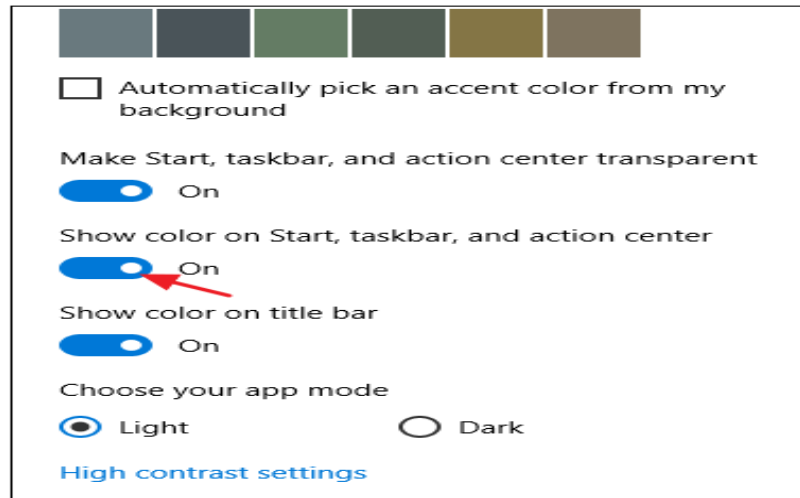 Automatically pick an accent color from my
background
Make Start, taskbar, and action center transparent
On
Show color on Start, taskbar, and action center
On
Show color on title bar
On
Choose your app mode
Light Dark
High contrast settings